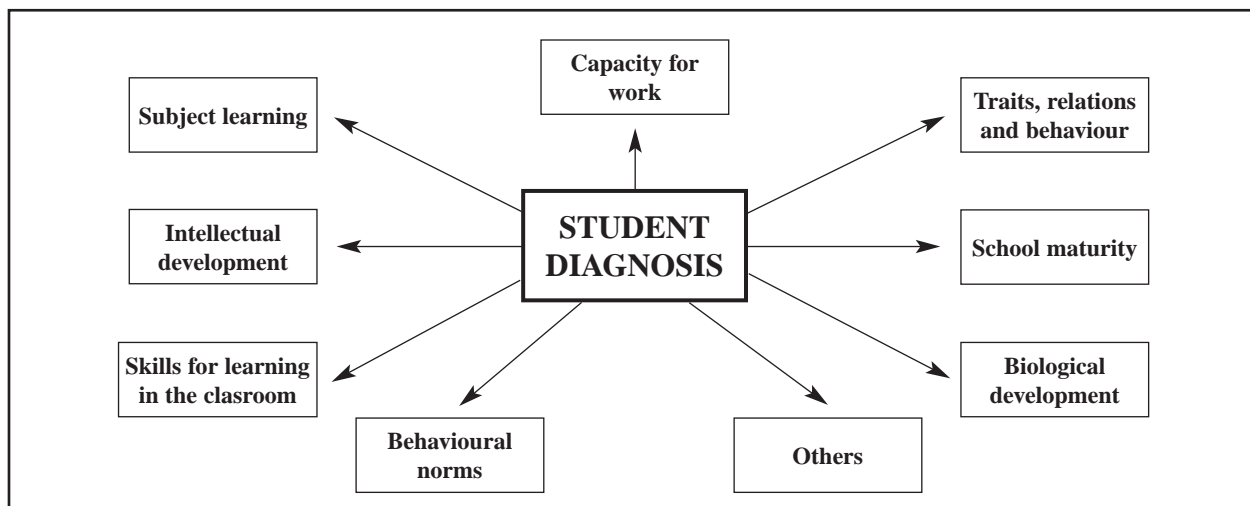 Capacity for
work
Subject learning
Traits, relations
and behaviour
STUDENT
DIAGNOSIS
Intellectual
development
School maturity
Skills for learning
in the clasroom
Biological
development
Behavioural
norms
Others